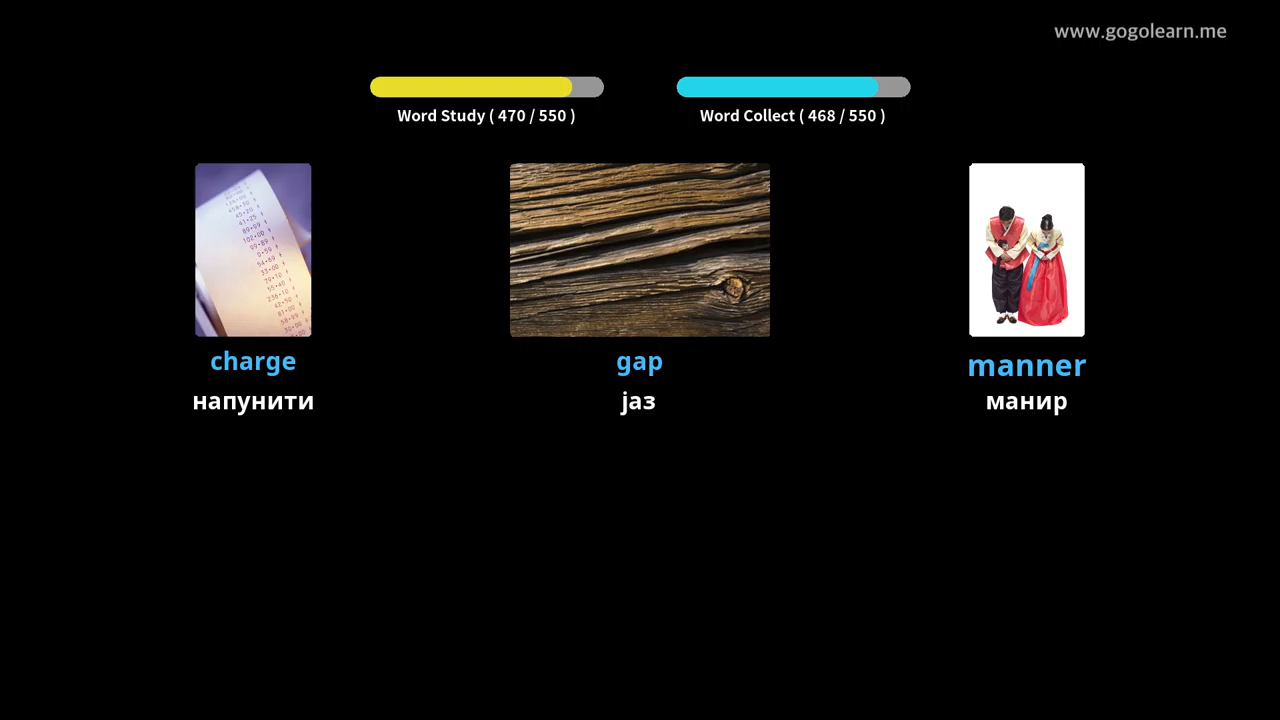 www.gogolearn.me
Word Study ( 470 / 550 )
Word Collect ( 468 / 550 )
charge
gap
manner
напунити
јаз
манир